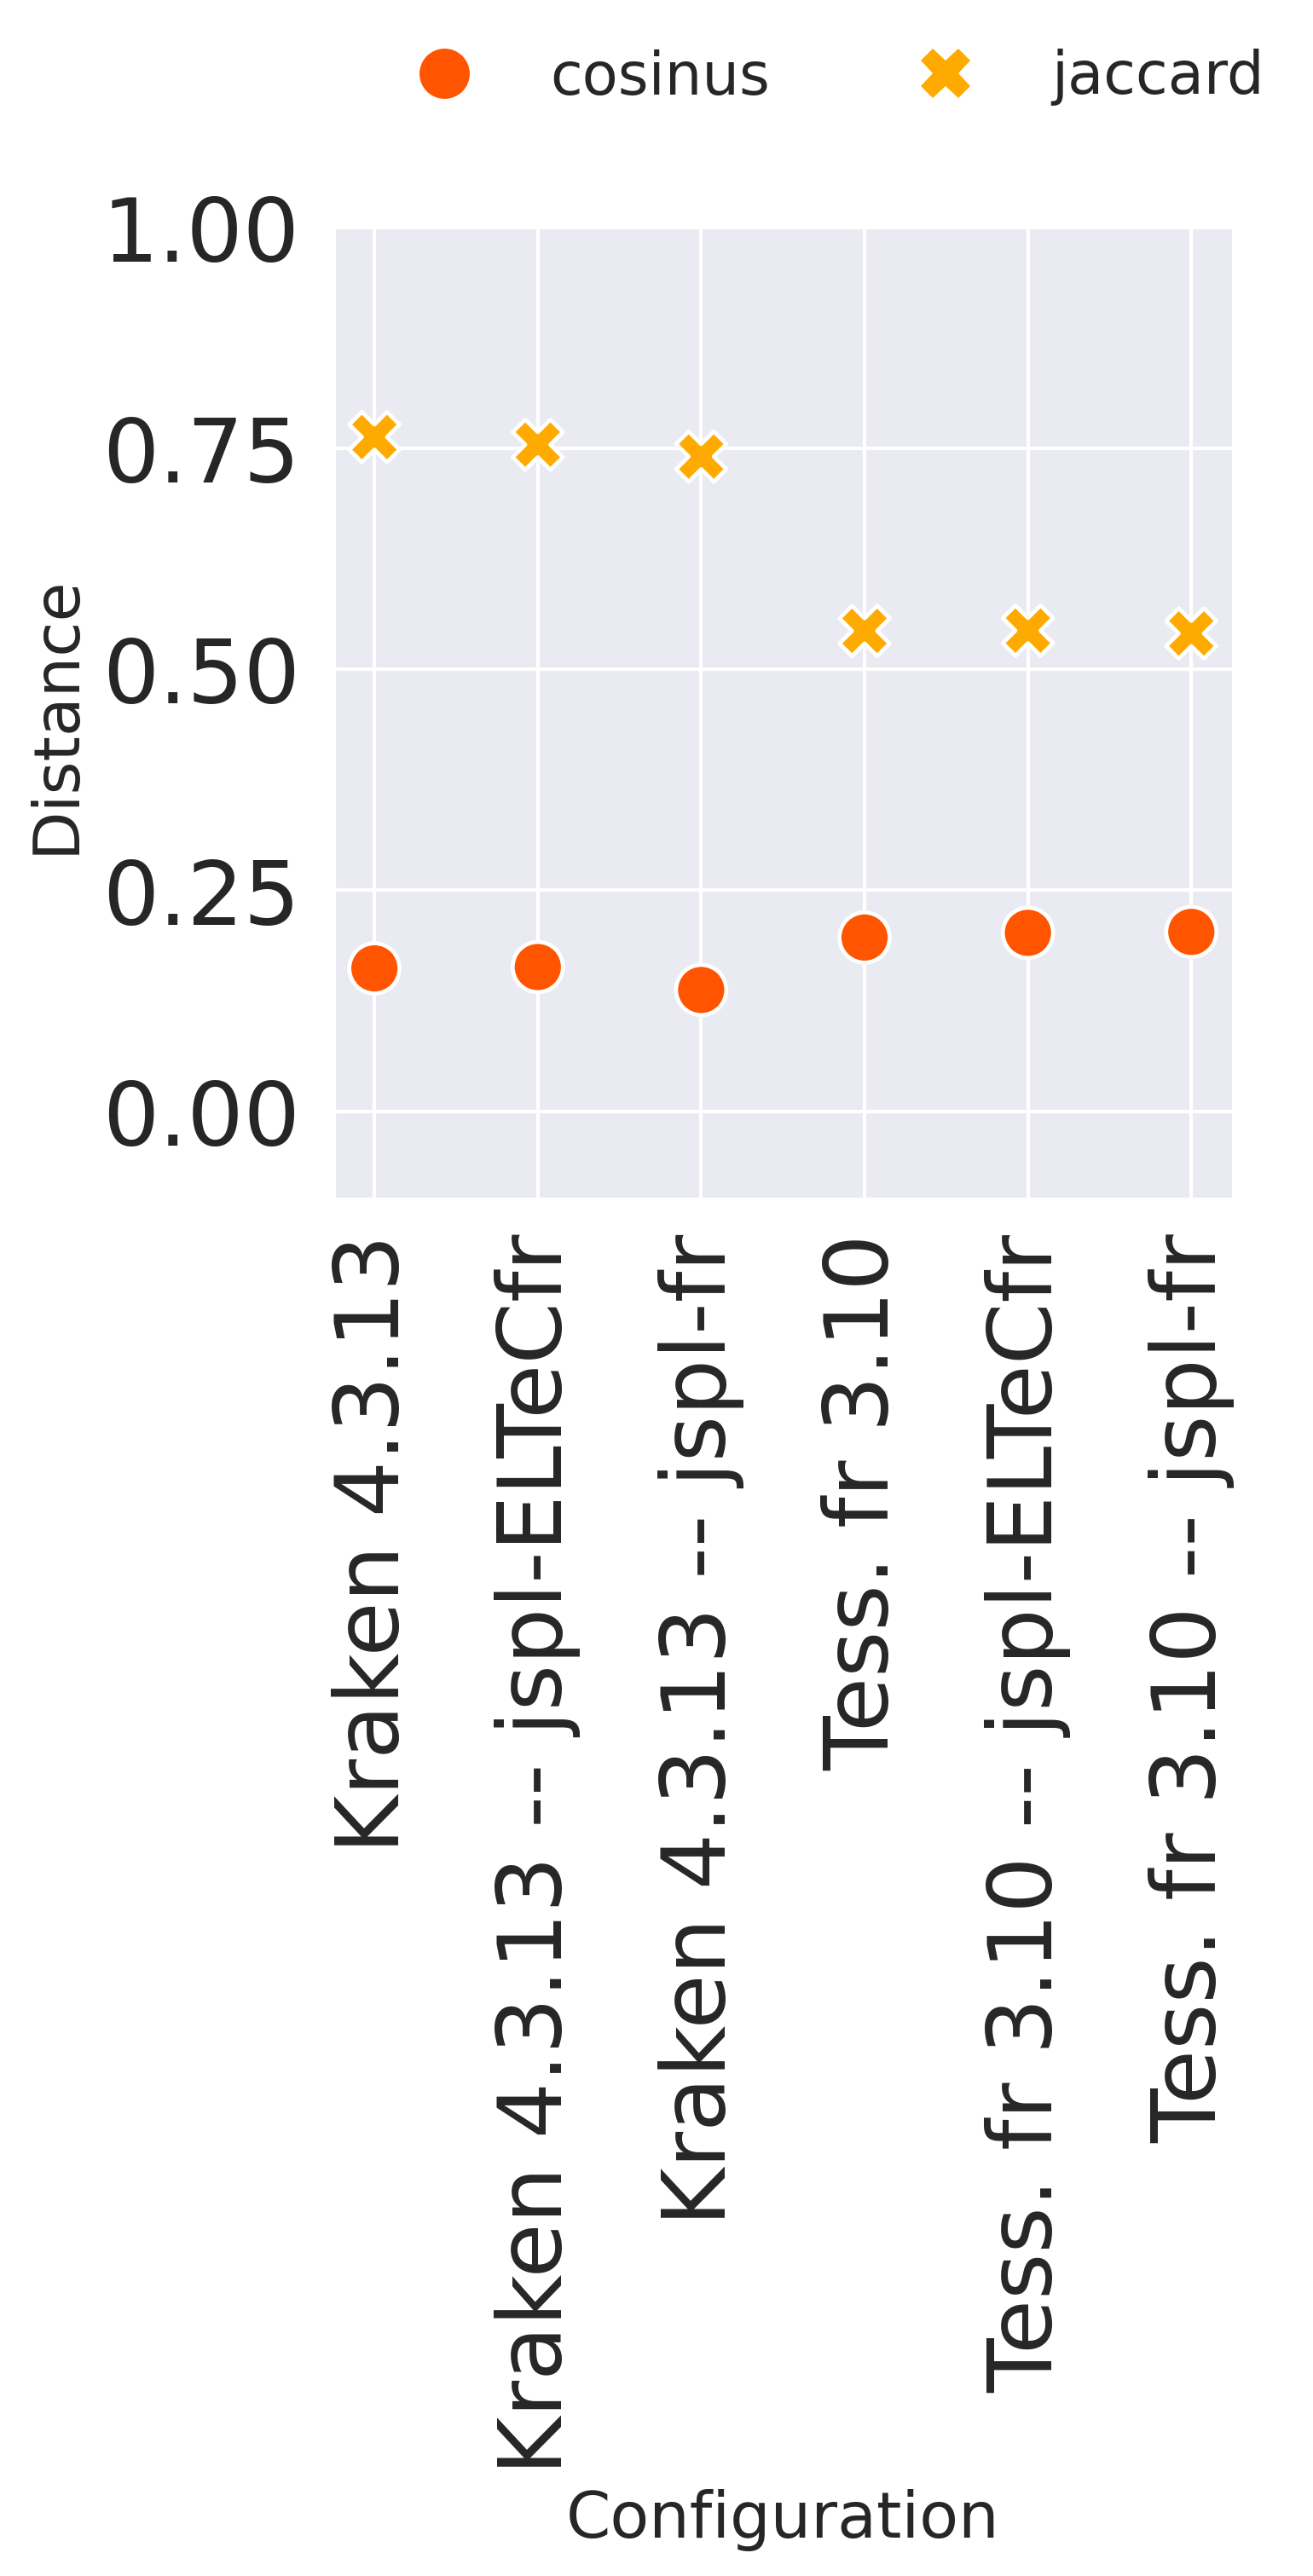 cosinus jaccard
1.00
0.75
0.50
0.25
0.00
Distance
Kraken 4.3.13
Kraken 4.3.13 -- jspl-ELTeCfr
Kraken 4.3.13 -- jspl-fr
Tess. fr 3.10
Tess. fr 3.10 -- jspl-ELTeCfr
Tess. fr 3.10 -- jspl-fr
Configuration